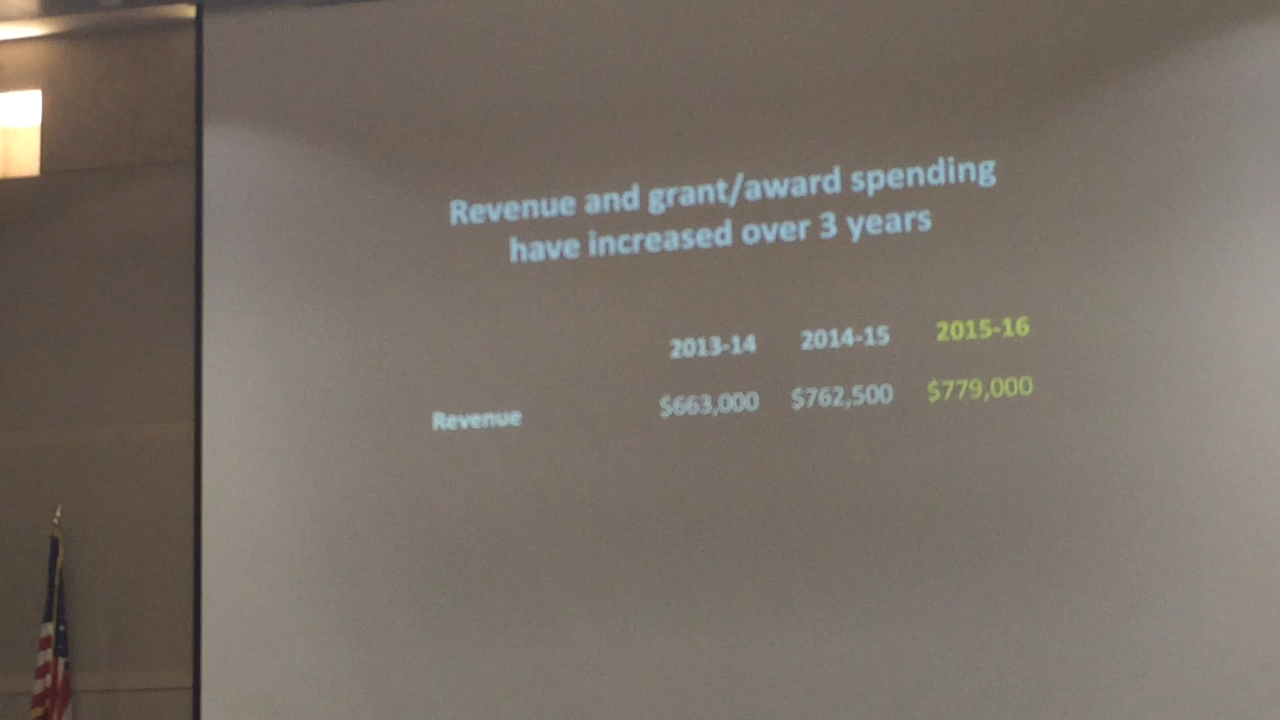 Revenue and grant/award spending
have increased over 3 years
2013-14 2014-15 2015-16
Revenue $663,000 $762,500 $779,000